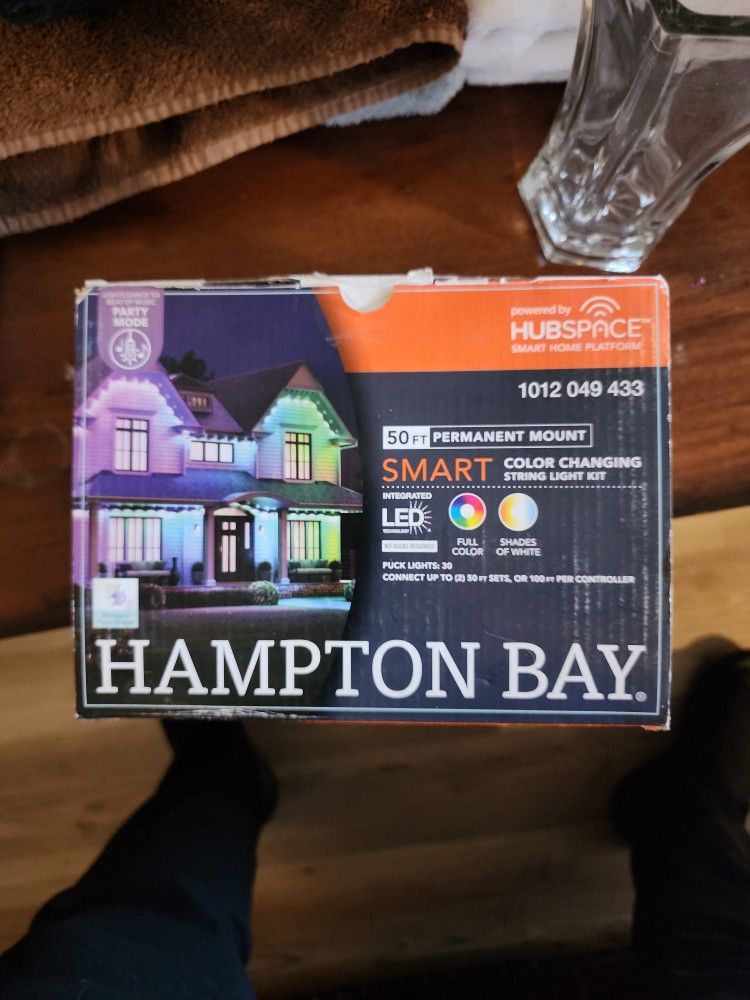 LIGHTS DANCE TO
BEAT OF MUSIC
PARTY
MODE
powered by
HUBSPACE™
SMART HOME PLATFORM
1012 049 433
50 FT PERMANENT MOUNT
SMART COLOR CHANGING
STRING LIGHT KIT
INTEGRATED
LED
TECHNOLOGY
NO BULBS REQUIRED
FULL
COLOR
SHADES
OF WHITE
PUCK LIGHTS: 30
CONNECT UP TO (2) 50 FT SETS, OR 100 FT PER CONTROLLER
HAMPTON BAY®